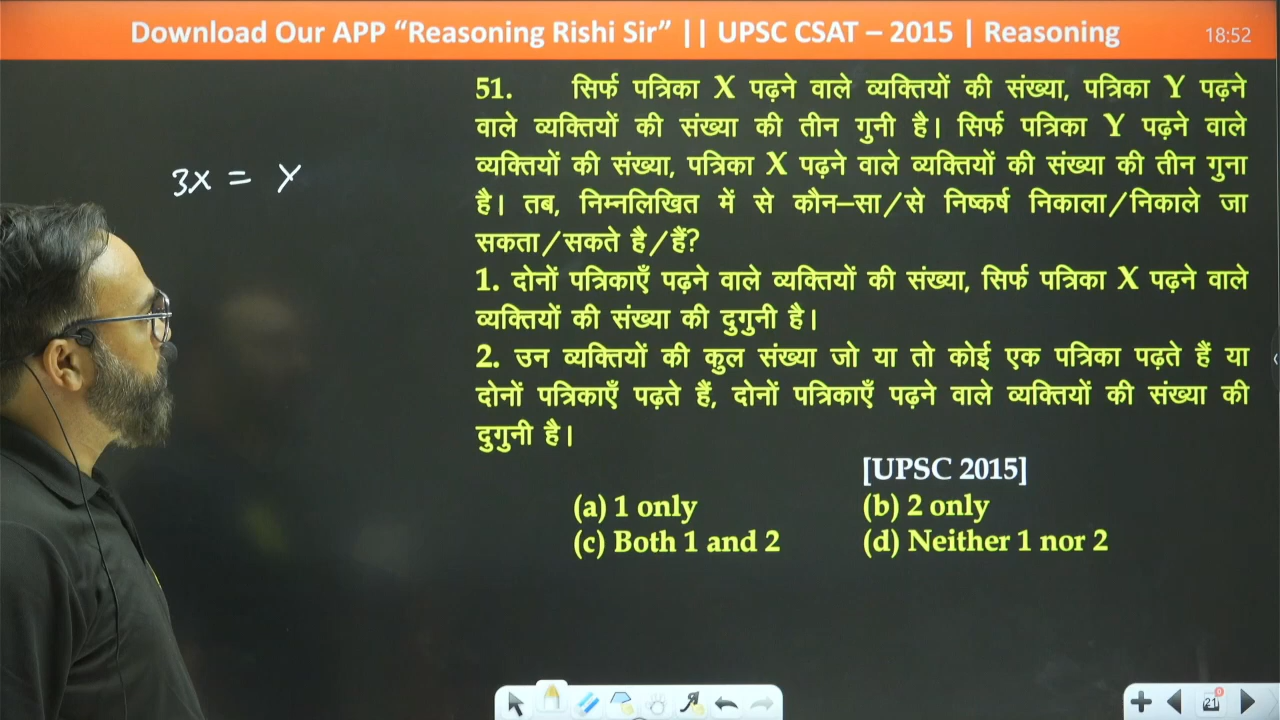 Download Our APP “Reasoning Rishi Sir” || UPSC CSAT – 2015 | Reasoning
18:52
51. सिर्फ पत्रिका X पढ़ने वाले व्यक्तियों की संख्या, पत्रिका Y पढ़ने
वाले व्यक्तियों की संख्या की तीन गुनी है। सिर्फ पत्रिका Y पढ़ने वाले
व्यक्तियों की संख्या, पत्रिका X पढ़ने वाले व्यक्तियों की संख्या की तीन गुना
है। तब, निम्नलिखित में से कौन–सा/से निष्कर्ष निकाला/निकाले जा
सकता/सकते है/हैं?
1. दोनों पत्रिकाएँ पढ़ने वाले व्यक्तियों की संख्या, सिर्फ पत्रिका X पढ़ने वाले
व्यक्तियों की संख्या की दुगुनी है।
2. उन व्यक्तियों की कुल संख्या जो या तो कोई एक पत्रिका पढ़ते हैं या
दोनों पत्रिकाएँ पढ़ते हैं, दोनों पत्रिकाएँ पढ़ने वाले व्यक्तियों की संख्या की
दुगुनी है।
[UPSC 2015]
(a) 1 only (b) 2 only
(c) Both 1 and 2 (d) Neither 1 nor 2
3X = Y
21